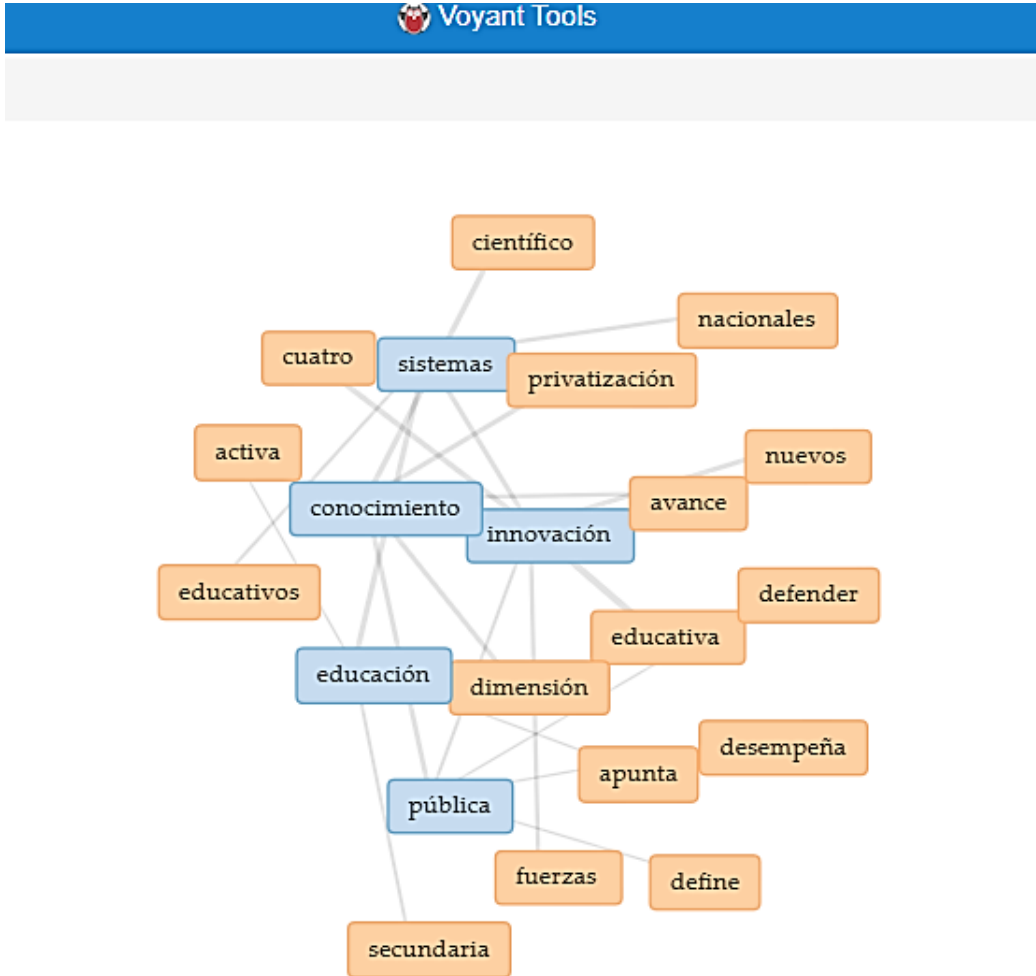 Voyant Tools
científico
nacionales
cuatro
sistemas
privatización
activa
nuevos
conocimiento
avance
innovación
educativos
defender
educativa
educación
dimensión
desempeña
apunta
pública
fuerzas
define
secundaria